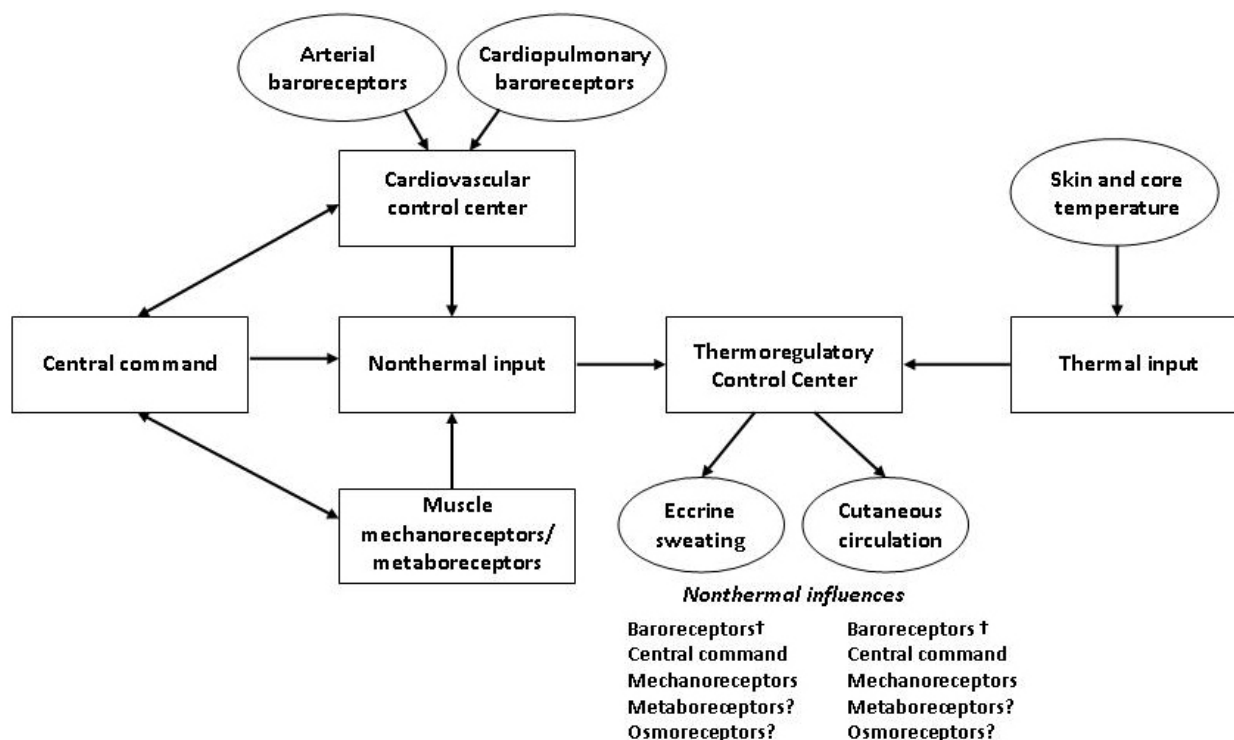 Arterial
baroreceptors
Cardiopulmonary
baroreceptors
Cardiovascular
control center
Skin and core
temperature
Central command
Nonthermal input
Thermoregulatory
Control Center
Thermal input
Muscle
mechanoreceptors/
metaboreceptors
Eccrine
sweating
Cutaneous
circulation
Nonthermal influences
Baroreceptors†
Central command
Mechanoreceptors
Metaboreceptors?
Osmoreceptors?
Baroreceptors †
Central command
Mechanoreceptors
Metaboreceptors?
Osmoreceptors?